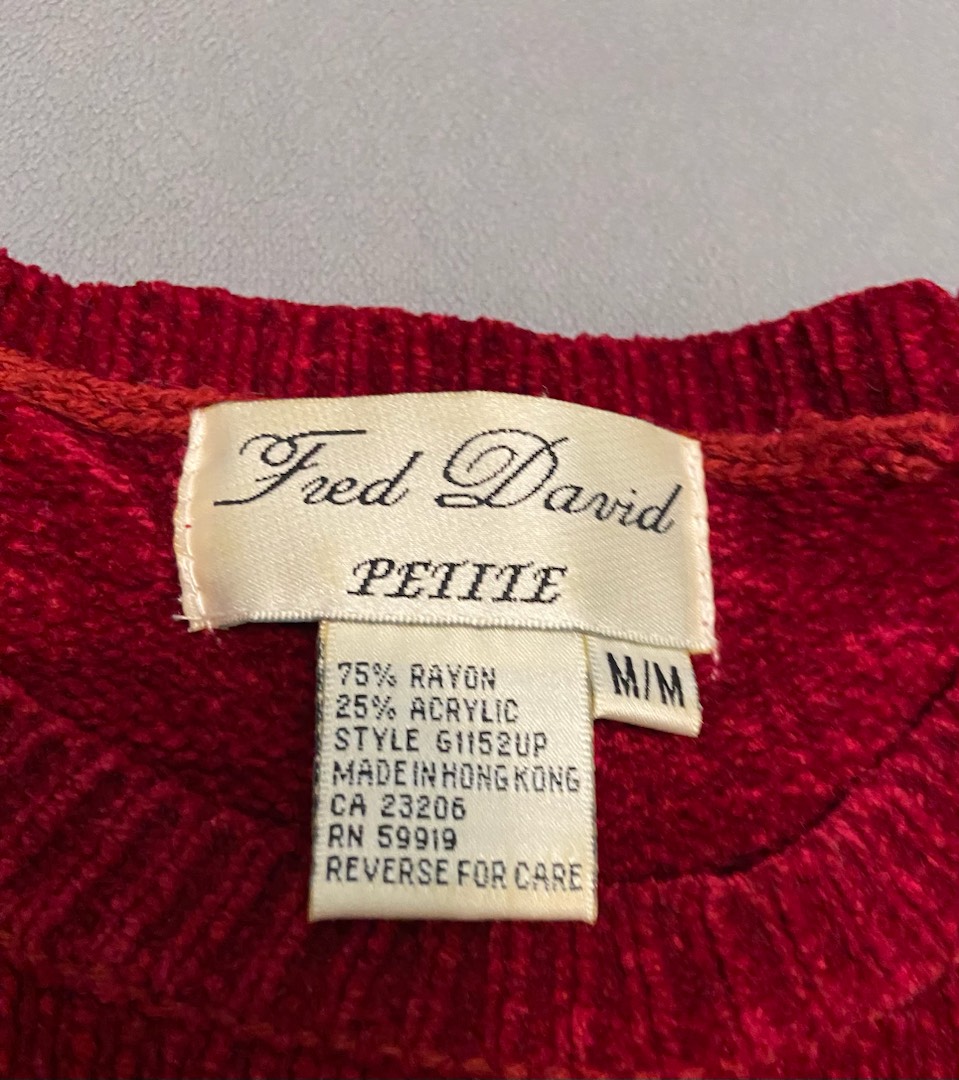 Fred David
PETITE
M/M
75% RAYON
25% ACRYLIC
STYLE G1152UP
MADE IN HONG KONG
CA 23206
RN 59919
REVERSE FOR CARE